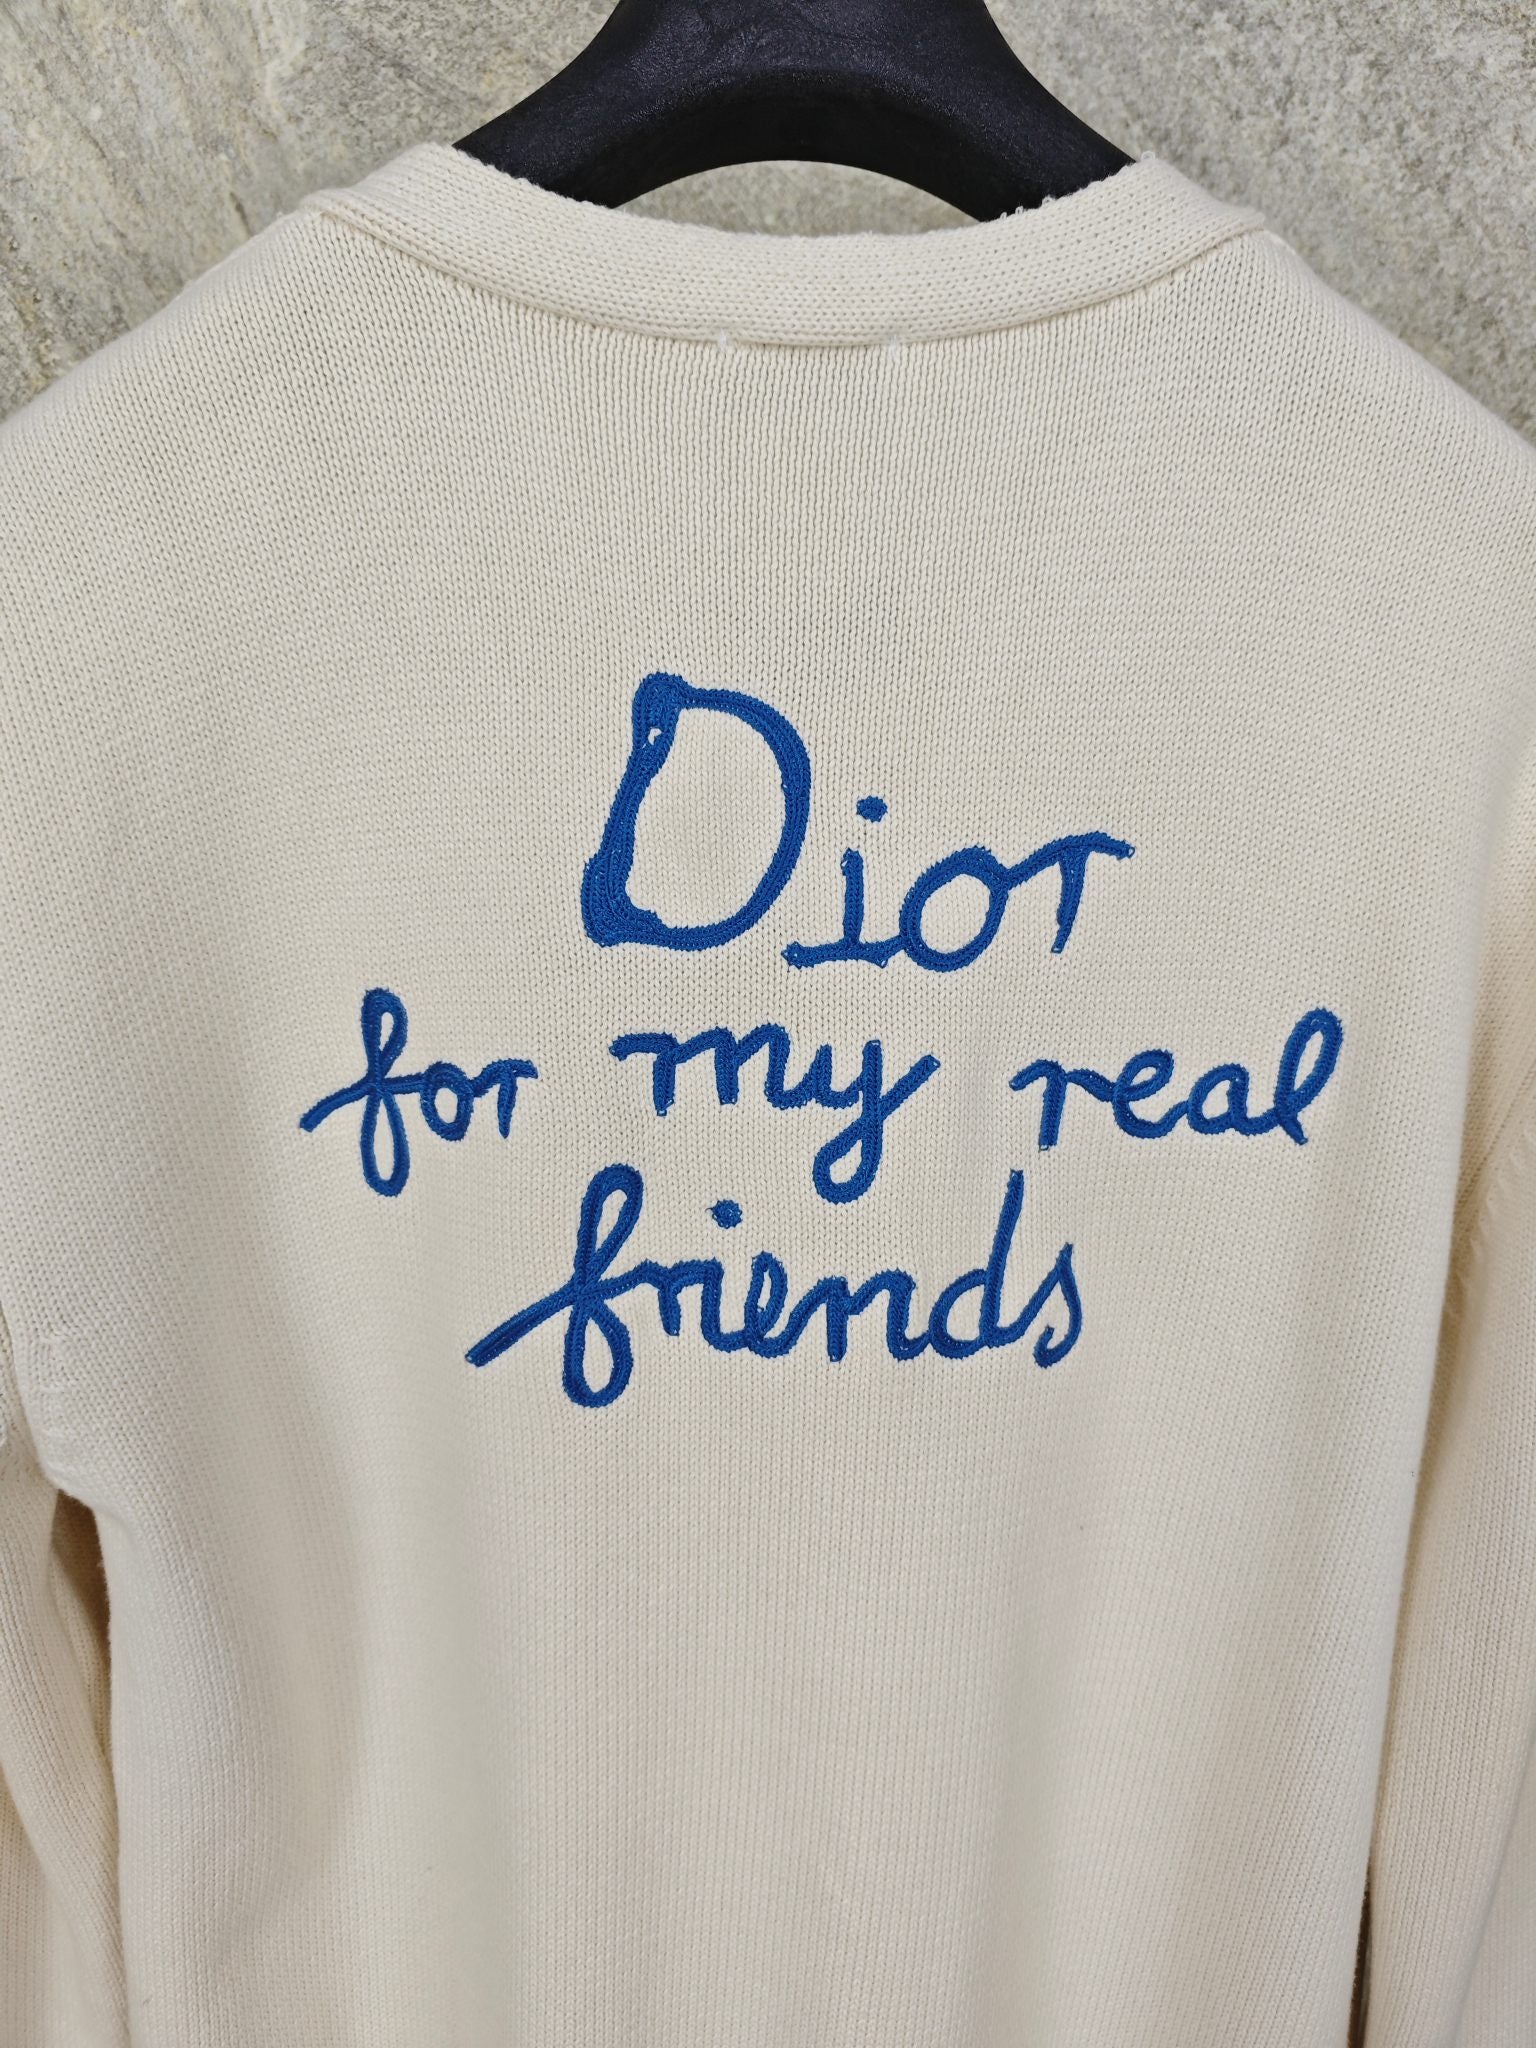 Dior
for my real
friends